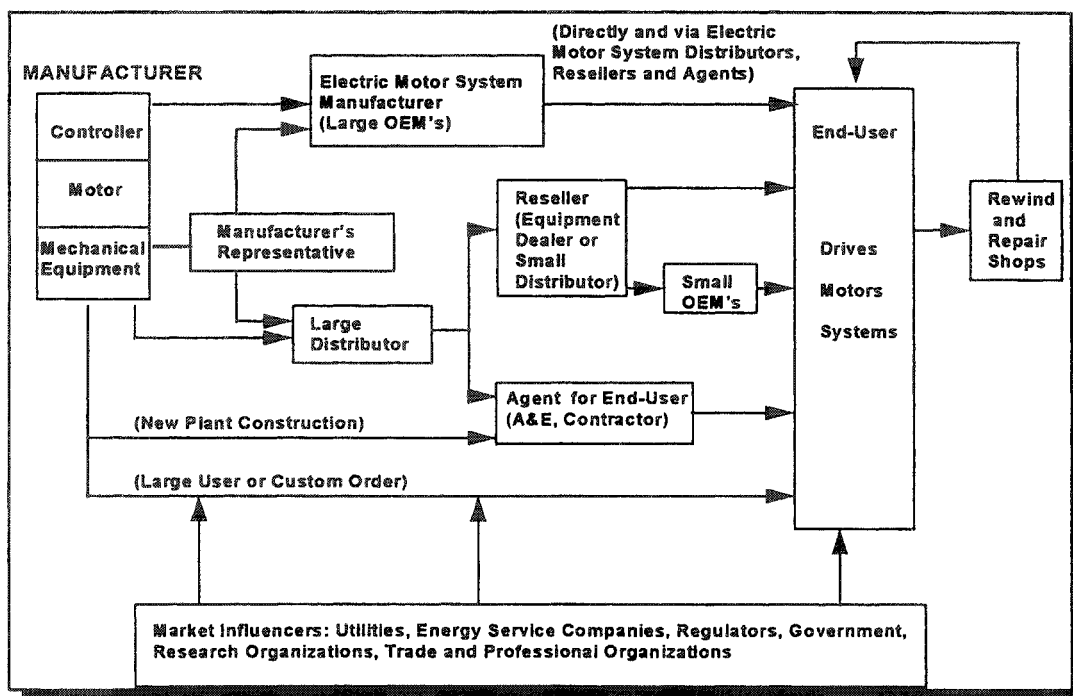 (Directly and via Electric
Motor System Distributors,
Resellers and Agents)
MANUFACTURER
Controller
Motor
Mechanical
Equipment
Electric Motor System
Manufacturer
(Large OEM's)
Manufacturer's
Representative
Large
Distributor
Reseller
(Equipment
Dealer or
Small
Distributor)
Small
OEM's
Agent for End-User
(A&E, Contractor)
(New Plant Construction)
(Large User or Custom Order)
End-User
Drives
Motors
Systems
Rewind
and
Repair
Shops
Market Influencers: Utilities, Energy Service Companies, Regulators, Government,
Research Organizations, Trade and Professional Organizations